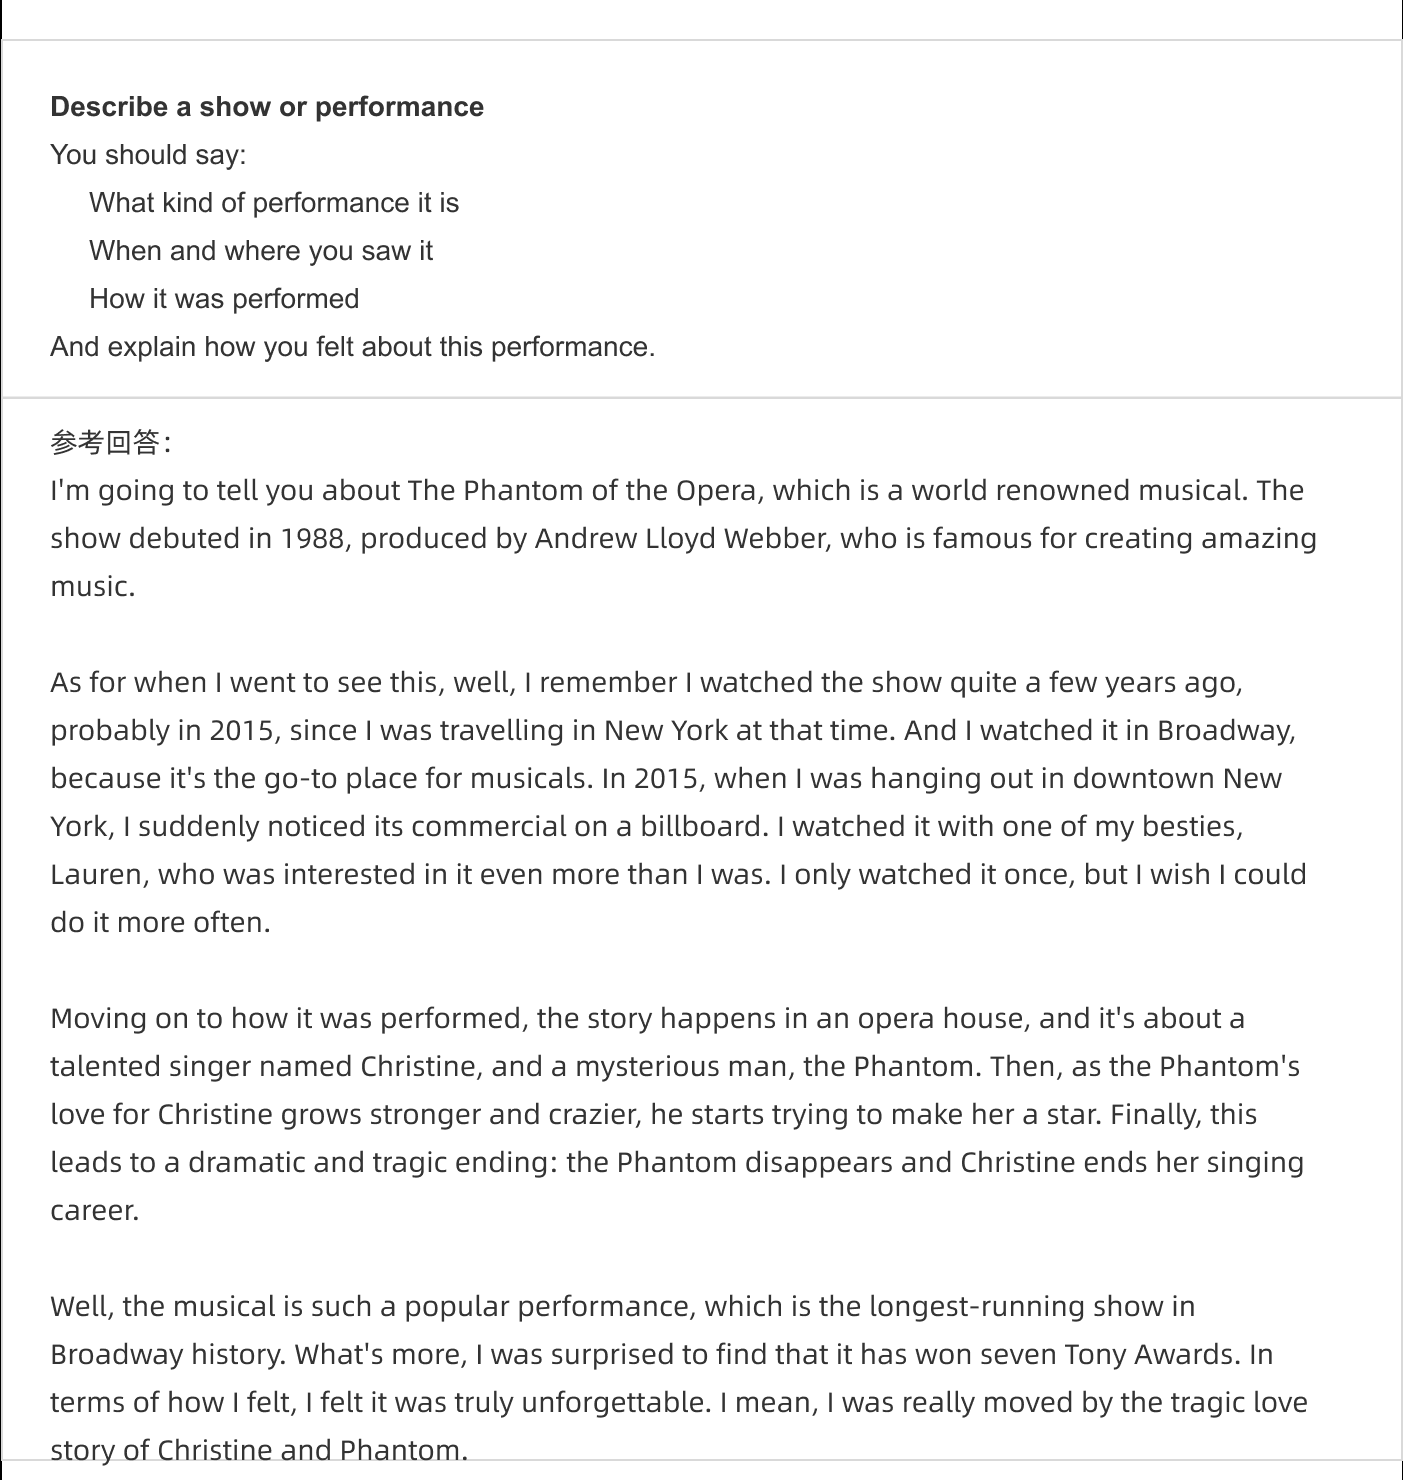 Describe a show or performance
You should say:
What kind of performance it is
When and where you saw it
How it was performed
And explain how you felt about this performance.
参考回答：
I'm going to tell you about The Phantom of the Opera, which is a world renowned musical. The
show debuted in 1988, produced by Andrew Lloyd Webber, who is famous for creating amazing
music.
As for when I went to see this, well, I remember I watched the show quite a few years ago,
probably in 2015, since I was travelling in New York at that time. And I watched it in Broadway,
because it's the go-to place for musicals. In 2015, when I was hanging out in downtown New
York, I suddenly noticed its commercial on a billboard. I watched it with one of my besties,
Lauren, who was interested in it even more than I was. I only watched it once, but I wish I could
do it more often.
Moving on to how it was performed, the story happens in an opera house, and it's about a
talented singer named Christine, and a mysterious man, the Phantom. Then, as the Phantom's
love for Christine grows stronger and crazier, he starts trying to make her a star. Finally, this
leads to a dramatic and tragic ending: the Phantom disappears and Christine ends her singing
career.
Well, the musical is such a popular performance, which is the longest-running show in
Broadway history. What's more, I was surprised to find that it has won seven Tony Awards. In
terms of how I felt, I felt it was truly unforgettable. I mean, I was really moved by the tragic love
story of Christine and Phantom.